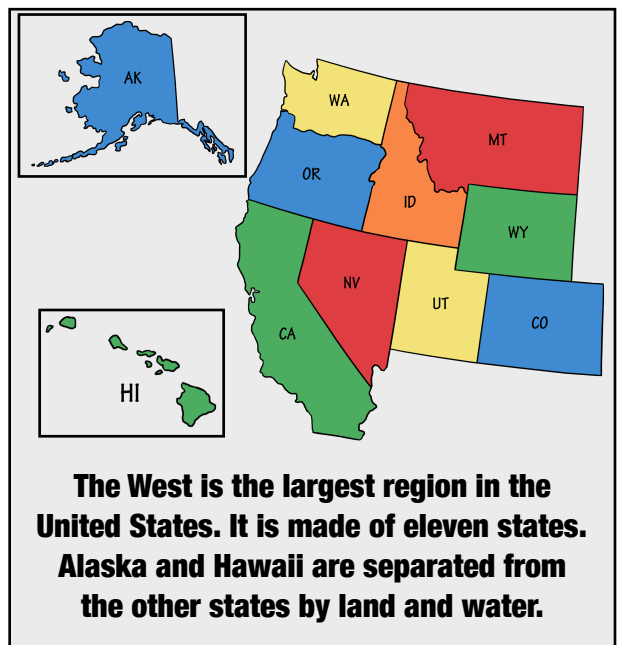 AK
WA
MT
OR
ID
WY
NV
UT
CO
CA
HI
The West is the largest region in the
United States. It is made of eleven states.
Alaska and Hawaii are separated from
the other states by land and water.